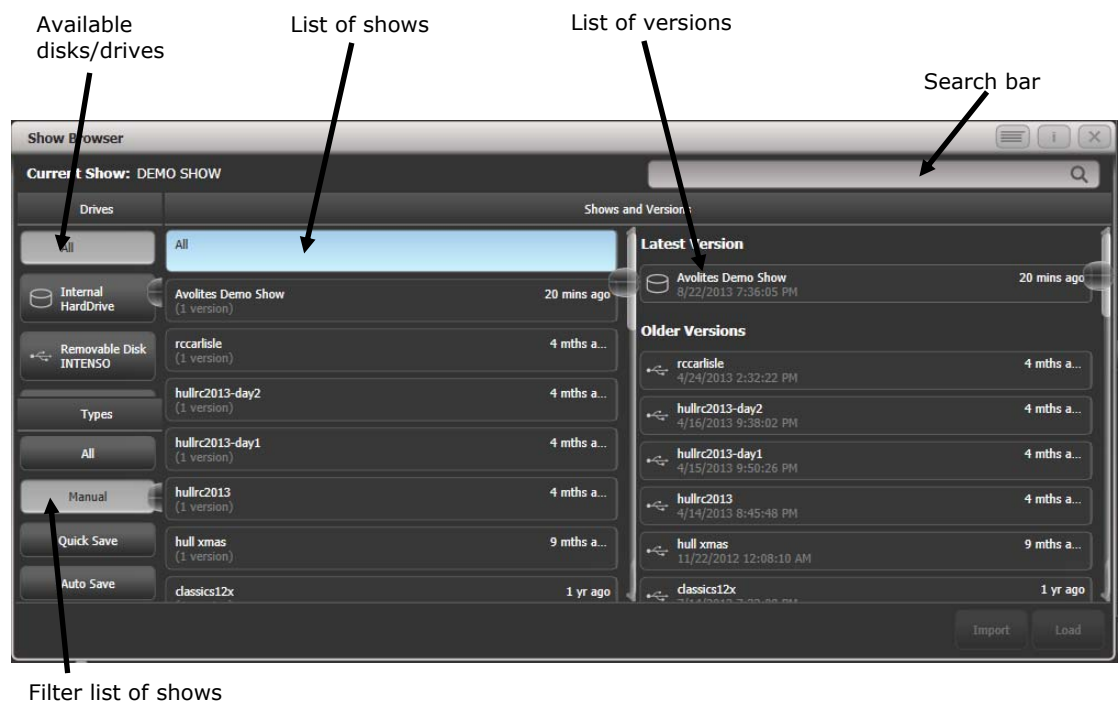 Available
disks/drives
List of shows
List of versions
Search bar
Show Browser
i
Current Show: DEMO SHOW
Drives
Shows and Versions
All
Internal
HardDrive
Removable Disk
INTENSO
Types
All
Manual
Quick Save
Auto Save
All
Avolites Demo Show 20 mins ago
(1 version)
rccarlisle 4 mths a...
(1 version)
hullrc2013-day2 4 mths a...
(1 version)
hullrc2013-day1 4 mths a...
(1 version)
hullrc2013 4 mths a...
(1 version)
hull xmas 9 mths a...
(1 version)
classics12x 1 yr ago
Latest Version
Avolites Demo Show 20 mins ago
8/22/2013 7:36:05 PM
Older Versions
rccarlisle 4 mths a...
4/24/2013 2:32:22 PM
hullrc2013-day2 4 mths a...
4/16/2013 9:38:02 PM
hullrc2013-day1 4 mths a...
4/15/2013 9:50:26 PM
hullrc2013 4 mths a...
4/14/2013 8:45:48 PM
hull xmas 9 mths a...
11/22/2012 12:08:10 AM
classics12x 1 yr ago
Import Load
Filter list of shows